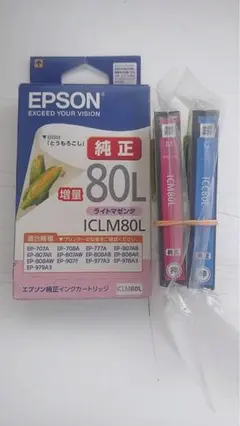 EPSON
EXCEED YOUR VISION
「とうもろこし」
純正
増量
80L
ライトマゼンタ
ICLM80L
適合機種
EP-707A EP-708A EP-777A EP-807AB
EP-807AR EP-807AW EP-808AB EP-808AR
EP-808AW EP-907F EP-977A3 EP-978A3
EP-979A3
エプソン純正インクカートリッジ
ICLM80L
ICM80L
ICC80L